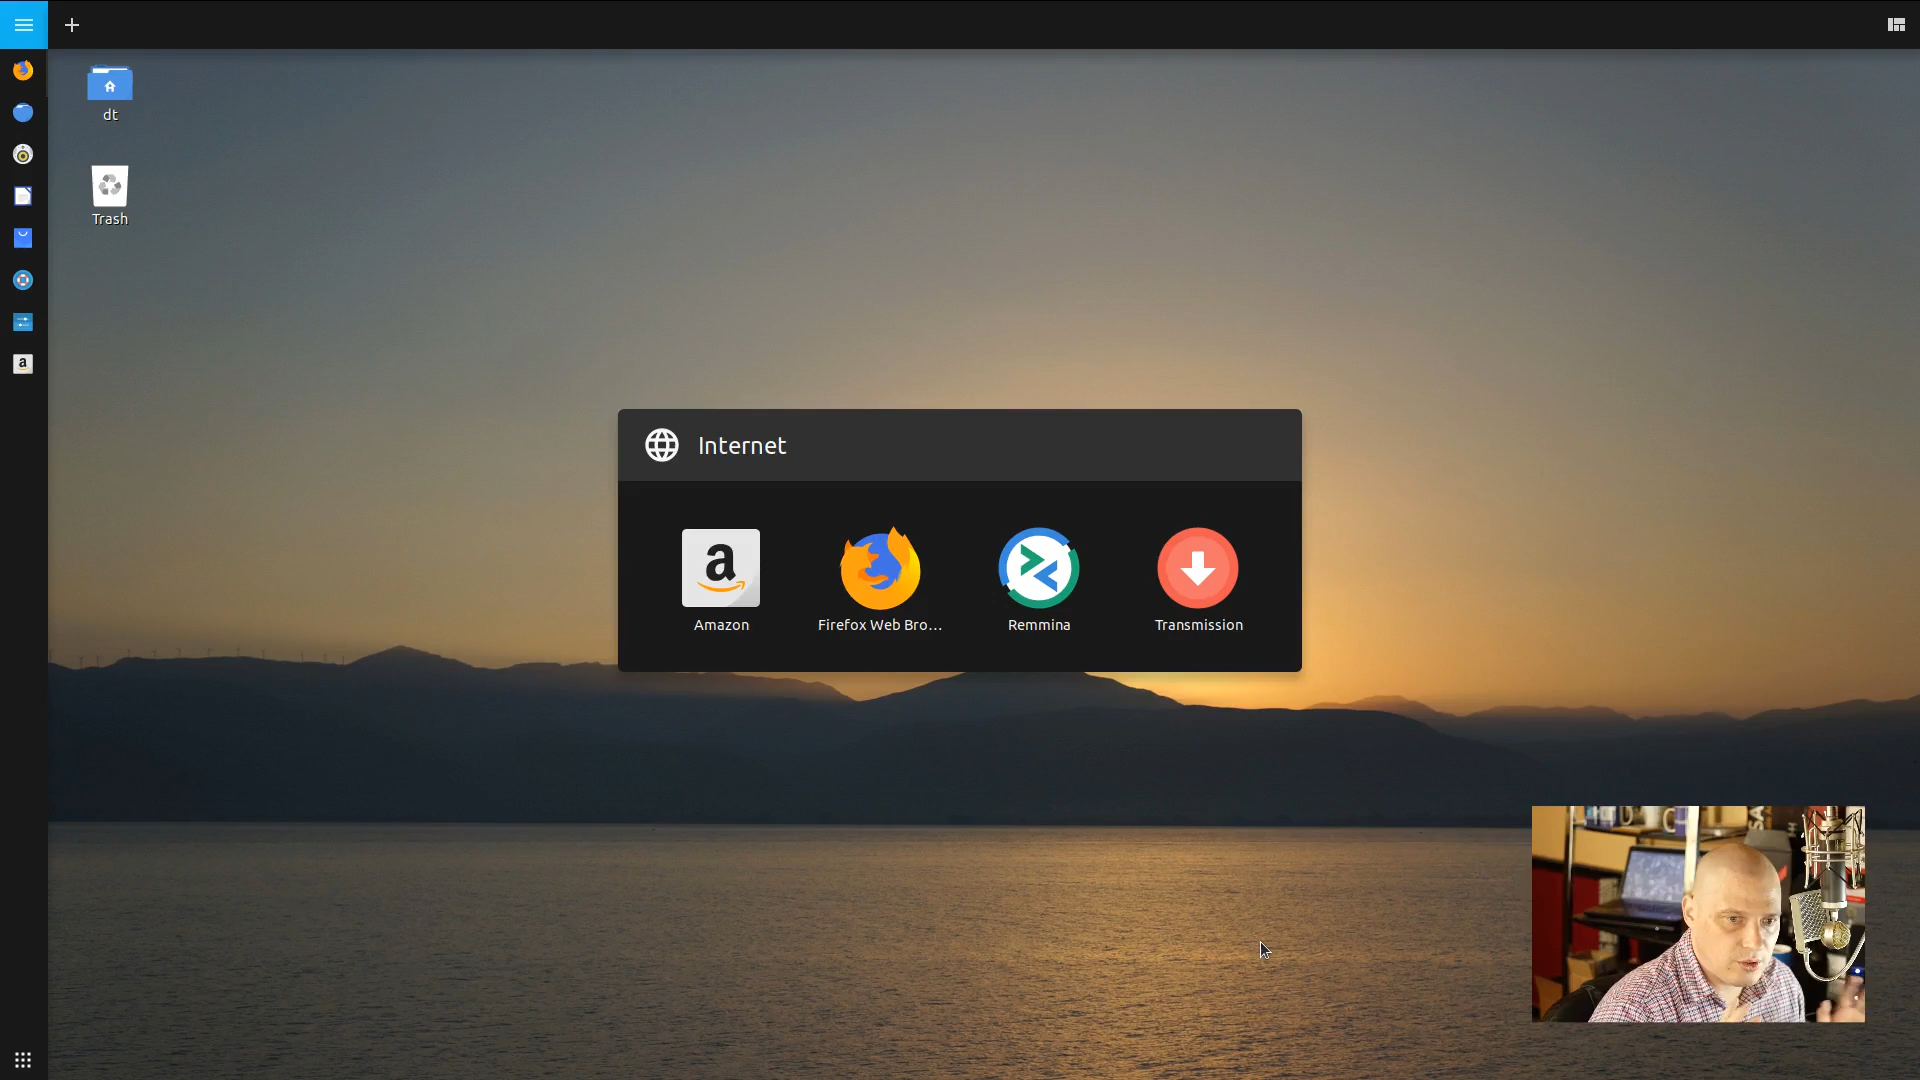 dt
Trash
Internet
Amazon
Firefox Web Bro...
Remmina
Transmission